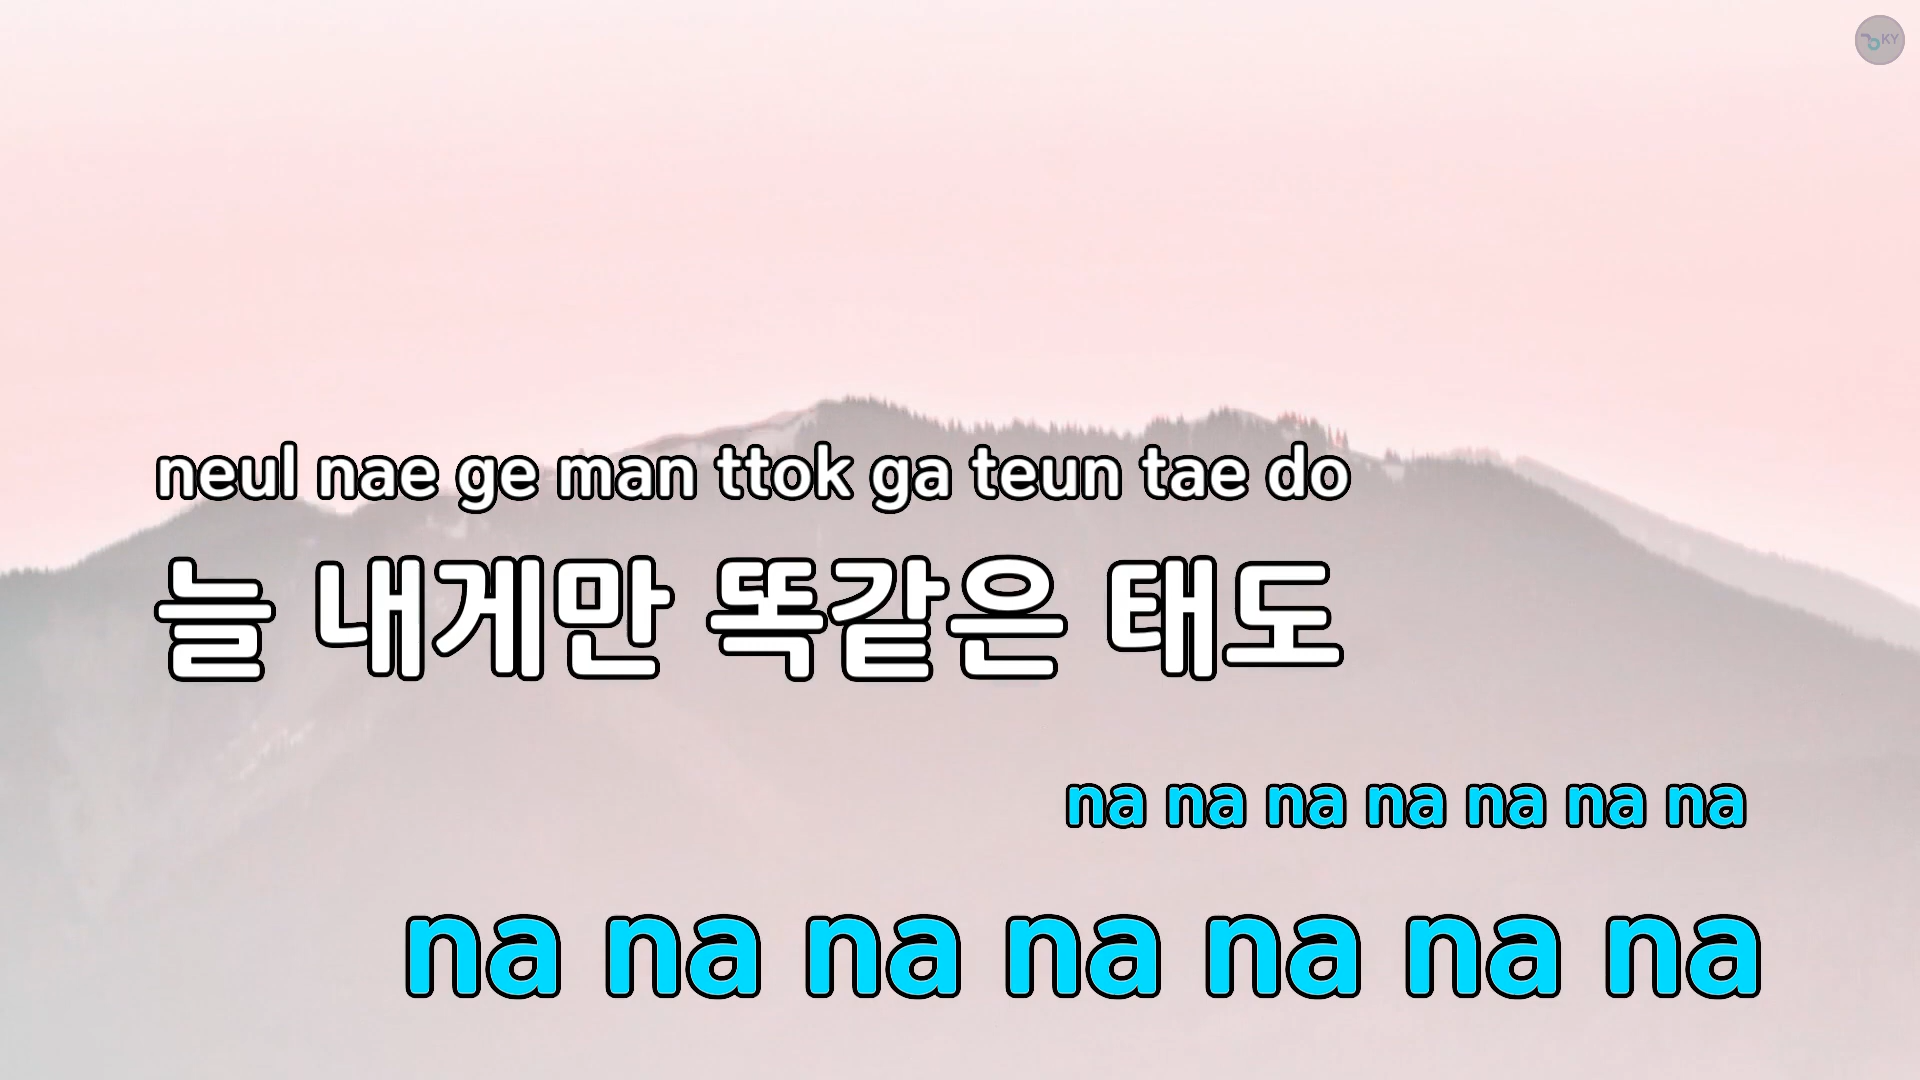 KY
neul nae ge man ttok ga teun tae do
늘 내게만 똑같은 태도
na na na na na na na
na na na na na na na